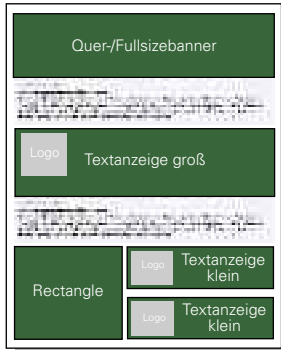 Quer-/Fullsizebanner
Logo
Textanzeige groß
Rectangle
Logo
Textanzeige
klein
Logo
Textanzeige
klein